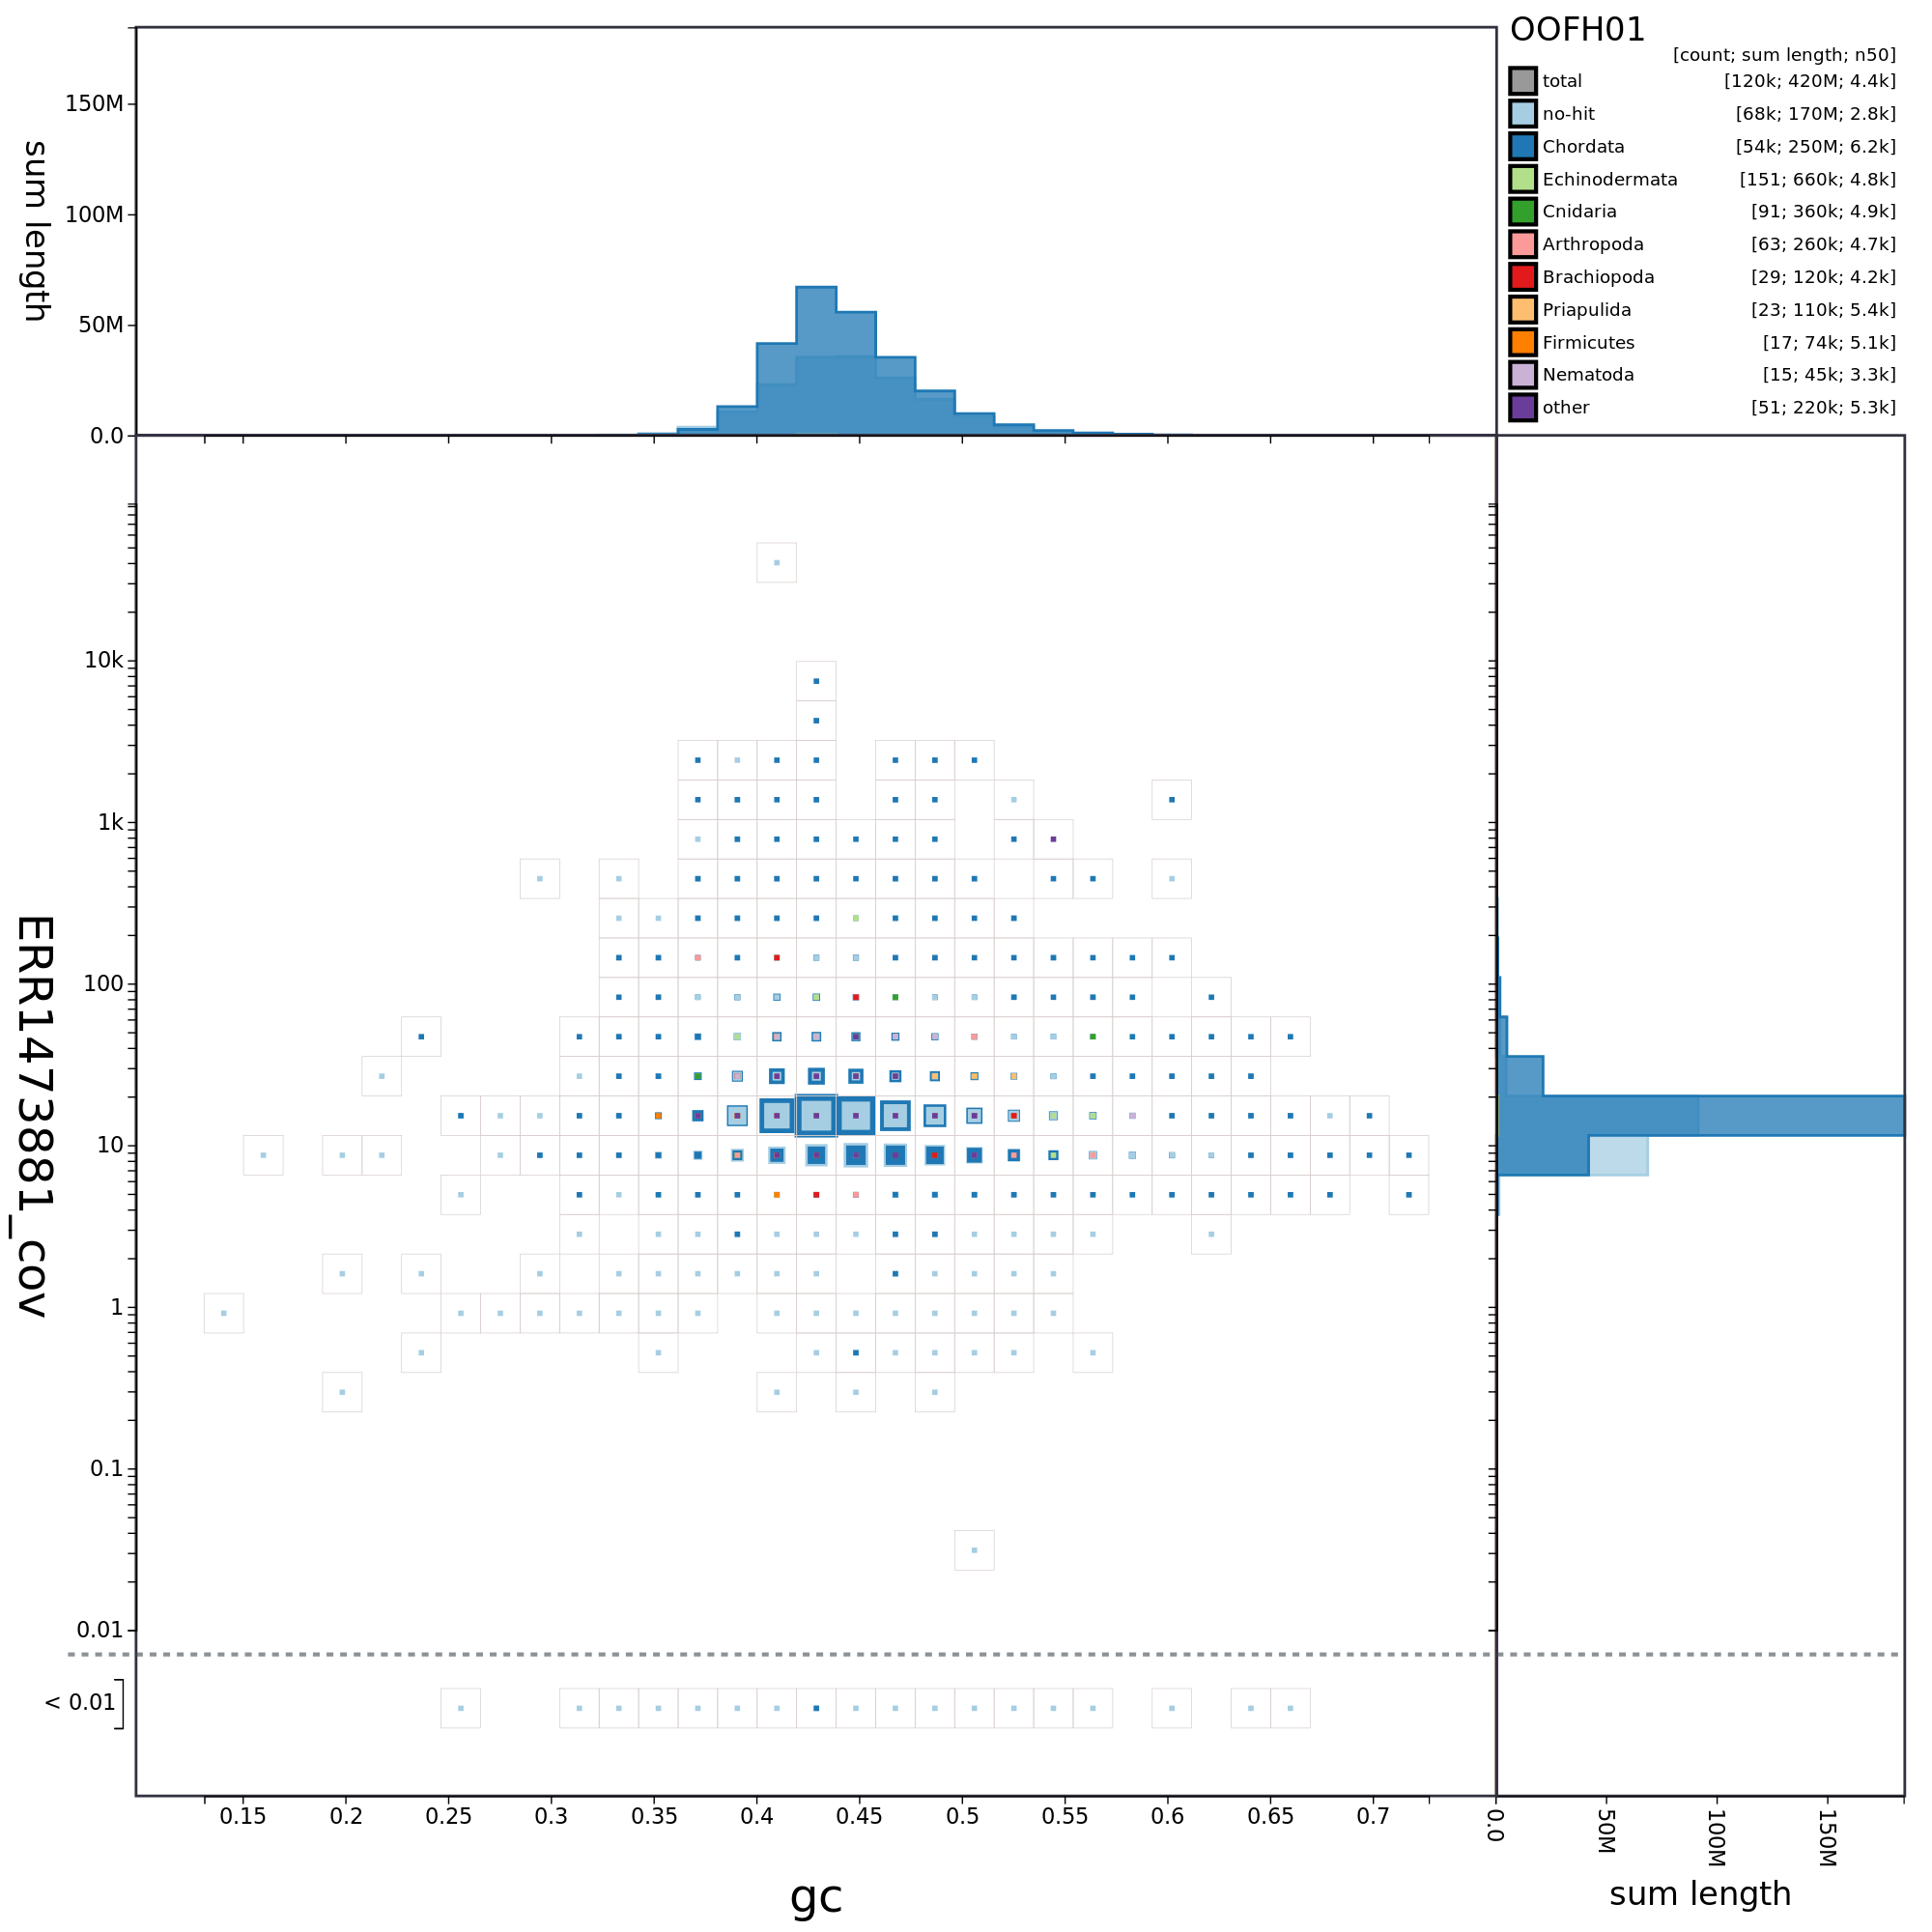 OOFH01
[count; sum length; n50]
total [120k; 420M; 4.4k]
no-hit [68k; 170M; 2.8k]
Chordata [54k; 250M; 6.2k]
Echinodermata [151; 660k; 4.8k]
Cnidaria [91; 360k; 4.9k]
Arthropoda [63; 260k; 4.7k]
Brachiopoda [29; 120k; 4.2k]
Priapulida [23; 110k; 5.4k]
Firmicutes [17; 74k; 5.1k]
Nematoda [15; 45k; 3.3k]
other [51; 220k; 5.3k]
sum length
150M
100M
50M
0.0
ERR1473881_cov
10k
1k
100
10
1
0.1
0.01
< 0.01
0.15 0.2 0.25 0.3 0.35 0.4 0.45 0.5 0.55 0.6 0.65 0.7
gc
0.0 50M 100M 150M
sum length